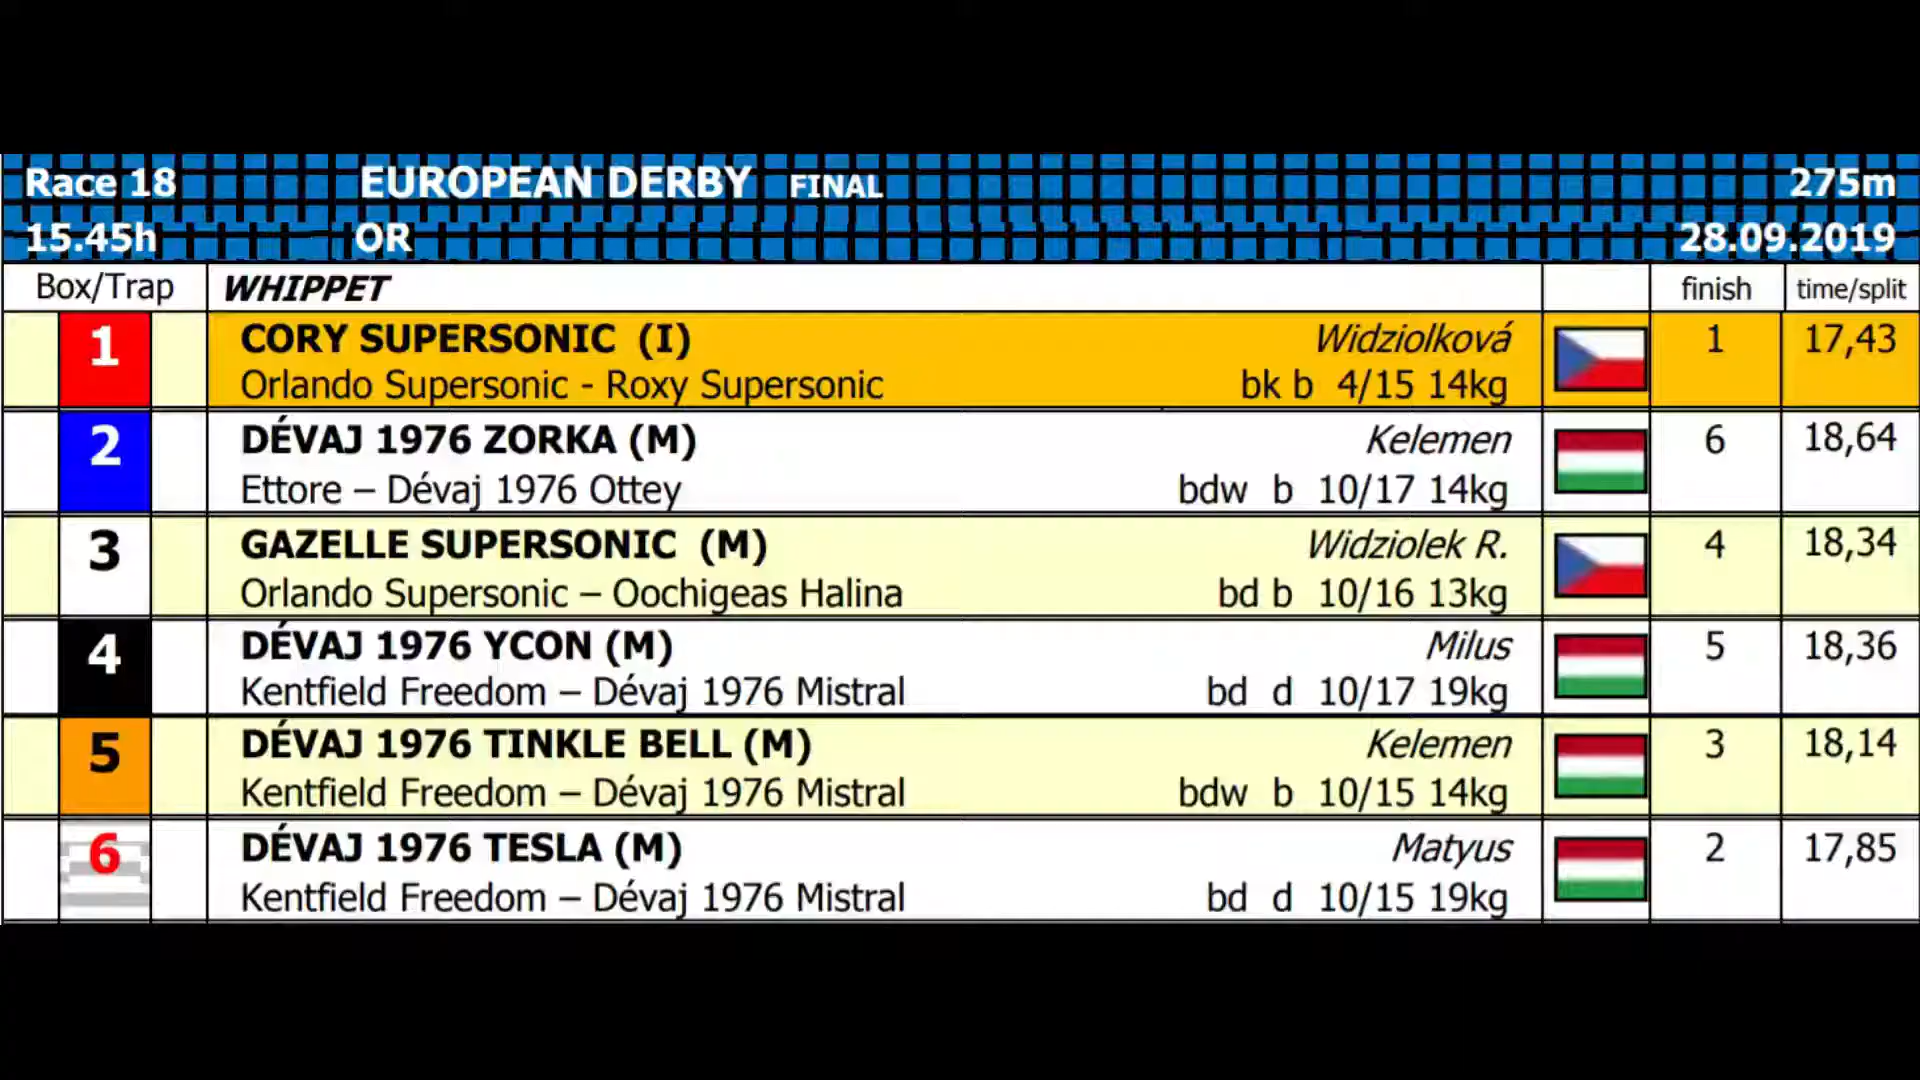 Race 18 EUROPEAN DERBY FINAL 275m
15.45h OR 28.09.2019
Box/Trap WHIPPET finish time/split
1 CORY SUPERSONIC (I) Widziolková 1 17,43
Orlando Supersonic - Roxy Supersonic bk b 4/15 14kg
2 DÉVAJ 1976 ZORKA (M) Kelemen 6 18,64
Ettore – Dévaj 1976 Ottey bdw b 10/17 14kg
3 GAZELLE SUPERSONIC (M) Widziolek R. 4 18,34
Orlando Supersonic – Oochigeas Halina bd b 10/16 13kg
4 DÉVAJ 1976 YCON (M) Milus 5 18,36
Kentfield Freedom – Dévaj 1976 Mistral bd d 10/17 19kg
5 DÉVAJ 1976 TINKLE BELL (M) Kelemen 3 18,14
Kentfield Freedom – Dévaj 1976 Mistral bdw b 10/15 14kg
6 DÉVAJ 1976 TESLA (M) Matyus 2 17,85
Kentfield Freedom – Dévaj 1976 Mistral bd d 10/15 19kg